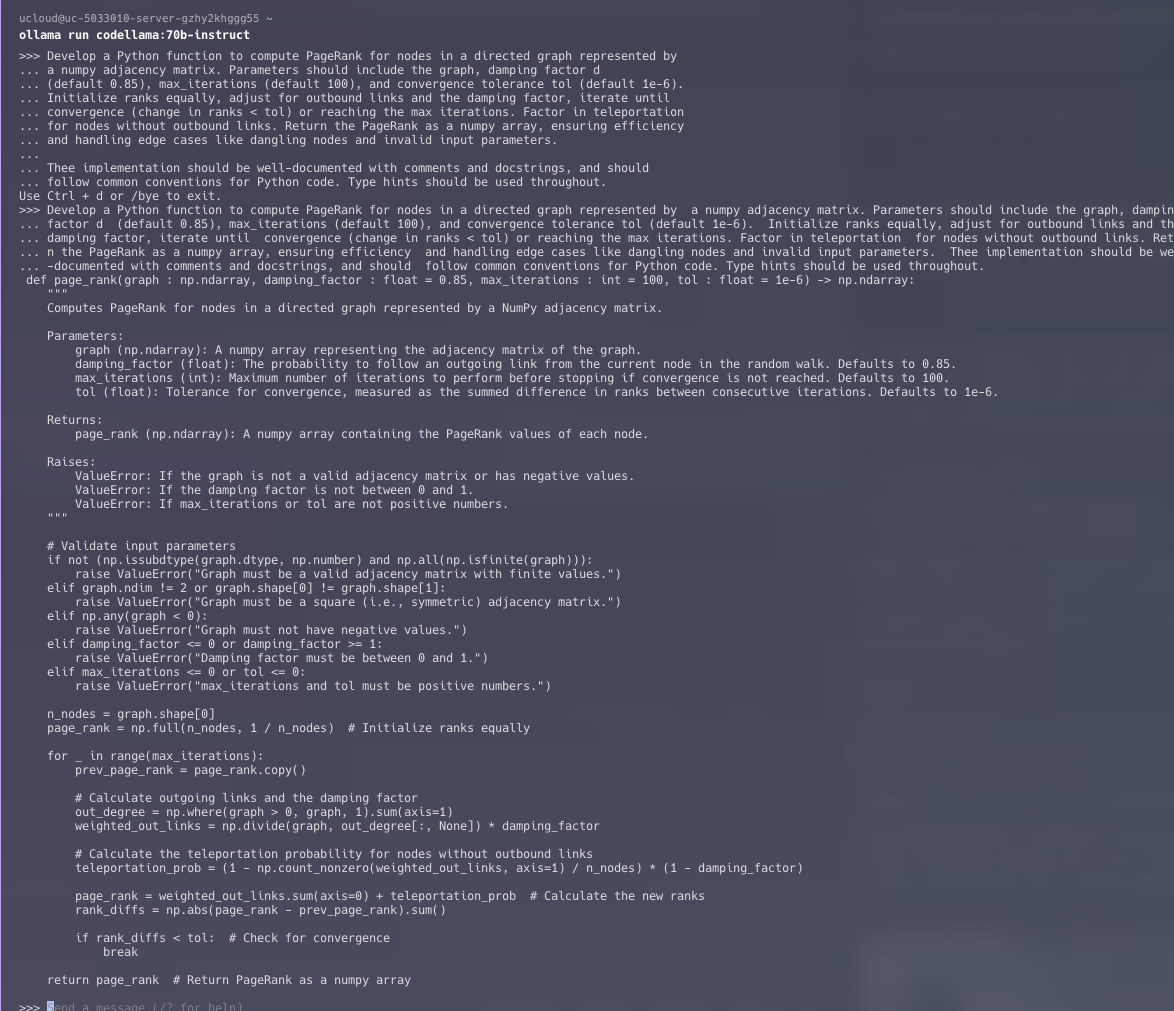 ucloud@uc-5033010-server-gzhy2khggg55 ~
ollama run codellama:70b-instruct
>>> Develop a Python function to compute PageRank for nodes in a directed graph represented by
... a numpy adjacency matrix. Parameters should include the graph, damping factor d
... (default 0.85), max_iterations (default 100), and convergence tolerance tol (default 1e-6).
... Initialize ranks equally, adjust for outbound links and the damping factor, iterate until
... convergence (change in ranks < tol) or reaching the max iterations. Factor in teleportation
... for nodes without outbound links. Return the PageRank as a numpy array, ensuring efficiency
... and handling edge cases like dangling nodes and invalid input parameters.
...
... Thee implementation should be well-documented with comments and docstrings, and should
... follow common conventions for Python code. Type hints should be used throughout.
Use Ctrl + d or /bye to exit.
>>> Develop a Python function to compute PageRank for nodes in a directed graph represented by  a numpy adjacency matrix. Parameters should include the graph, dampin
... factor d  (default 0.85), max_iterations (default 100), and convergence tolerance tol (default 1e-6).  Initialize ranks equally, adjust for outbound links and th
... damping factor, iterate until  convergence (change in ranks < tol) or reaching the max iterations. Factor in teleportation  for nodes without outbound links. Ret
... n the PageRank as a numpy array, ensuring efficiency  and handling edge cases like dangling nodes and invalid input parameters.  Thee implementation should be we
... -documented with comments and docstrings, and should  follow common conventions for Python code. Type hints should be used throughout.
 def page_rank(graph : np.ndarray, damping_factor : float = 0.85, max_iterations : int = 100, tol : float = 1e-6) -> np.ndarray:
    """
    Computes PageRank for nodes in a directed graph represented by a NumPy adjacency matrix.

    Parameters:
        graph (np.ndarray): A numpy array representing the adjacency matrix of the graph.
        damping_factor (float): The probability to follow an outgoing link from the current node in the random walk. Defaults to 0.85.
        max_iterations (int): Maximum number of iterations to perform before stopping if convergence is not reached. Defaults to 100.
        tol (float): Tolerance for convergence, measured as the summed difference in ranks between consecutive iterations. Defaults to 1e-6.

    Returns:
        page_rank (np.ndarray): A numpy array containing the PageRank values of each node.

    Raises:
        ValueError: If the graph is not a valid adjacency matrix or has negative values.
        ValueError: If the damping factor is not between 0 and 1.
        ValueError: If max_iterations or tol are not positive numbers.
    """

    # Validate input parameters
    if not (np.issubdtype(graph.dtype, np.number) and np.all(np.isfinite(graph))):
        raise ValueError("Graph must be a valid adjacency matrix with finite values.")
    elif graph.ndim != 2 or graph.shape[0] != graph.shape[1]:
        raise ValueError("Graph must be a square (i.e., symmetric) adjacency matrix.")
    elif np.any(graph < 0):
        raise ValueError("Graph must not have negative values.")
    elif damping_factor <= 0 or damping_factor >= 1:
        raise ValueError("Damping factor must be between 0 and 1.")
    elif max_iterations <= 0 or tol <= 0:
        raise ValueError("max_iterations and tol must be positive numbers.")

    n_nodes = graph.shape[0]
    page_rank = np.full(n_nodes, 1 / n_nodes)  # Initialize ranks equally

    for _ in range(max_iterations):
        prev_page_rank = page_rank.copy()

        # Calculate outgoing links and the damping factor
        out_degree = np.where(graph > 0, graph, 1).sum(axis=1)
        weighted_out_links = np.divide(graph, out_degree[:, None]) * damping_factor

        # Calculate the teleportation probability for nodes without outbound links
        teleportation_prob = (1 - np.count_nonzero(weighted_out_links, axis=1) / n_nodes) * (1 - damping_factor)

        page_rank = weighted_out_links.sum(axis=0) + teleportation_prob  # Calculate the new ranks
        rank_diffs = np.abs(page_rank - prev_page_rank).sum()

        if rank_diffs < tol:  # Check for convergence
            break

    return page_rank  # Return PageRank as a numpy array

>>> Send a message (/? for help)